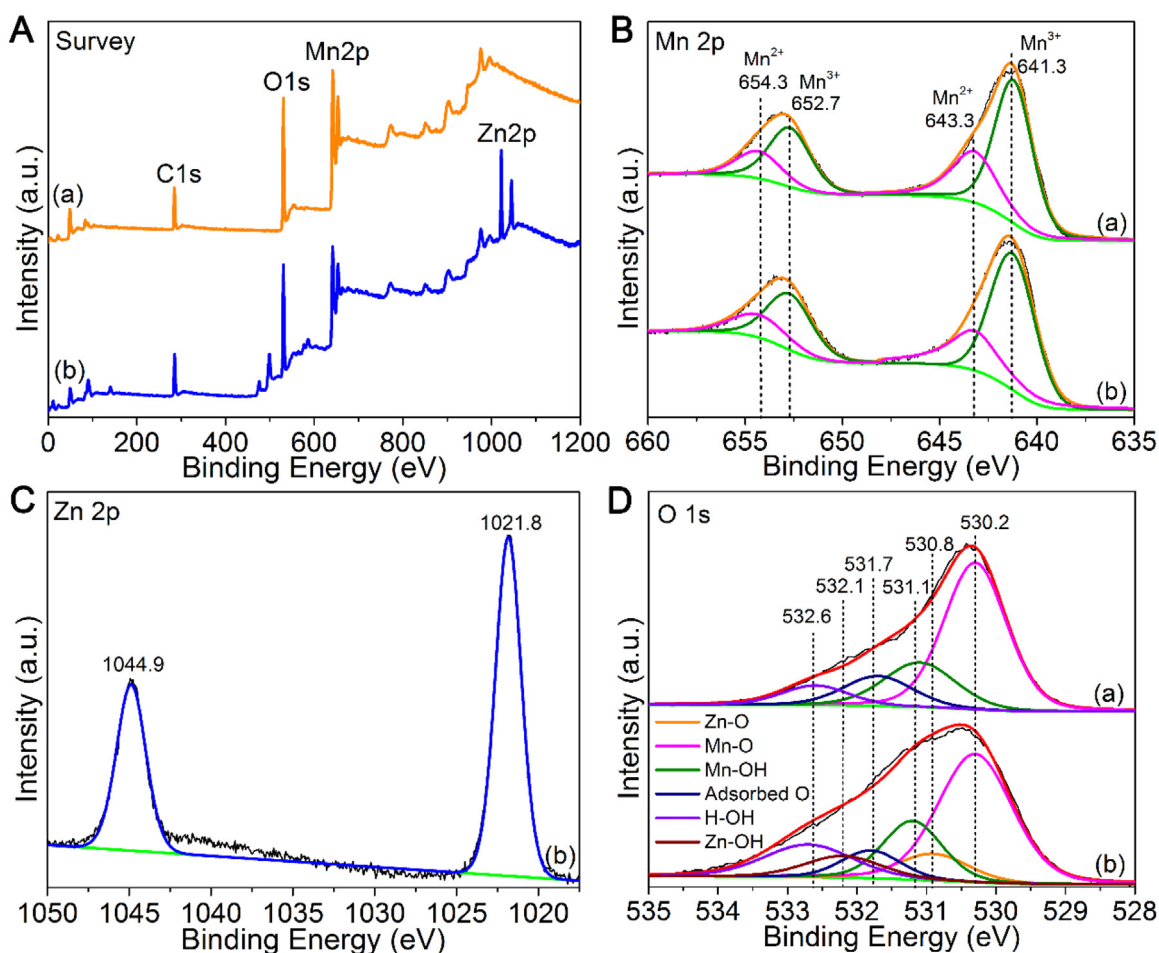 A
Survey
Mn2p
O1s
Zn2p
C1s
(a)
(b)
Intensity (a.u.)
0 200 400 600 800 1000 1200
Binding Energy (eV)
B
Mn 2p
Mn2+
654.3
Mn3+
652.7
Mn2+
643.3
Mn3+
641.3
(a)
(b)
Intensity (a.u.)
660 655 650 645 640 635
Binding Energy (eV)
C
Zn 2p
1021.8
1044.9
(b)
Intensity (a.u.)
1050 1045 1040 1035 1030 1025 1020
Binding Energy (eV)
D
O 1s
530.2
530.8
531.7
531.1
532.1
532.6
(a)
Zn-O
Mn-O
Mn-OH
Adsorbed O
H-OH
Zn-OH
(b)
Intensity (a.u.)
535 534 533 532 531 530 529 528
Binding Energy (eV)